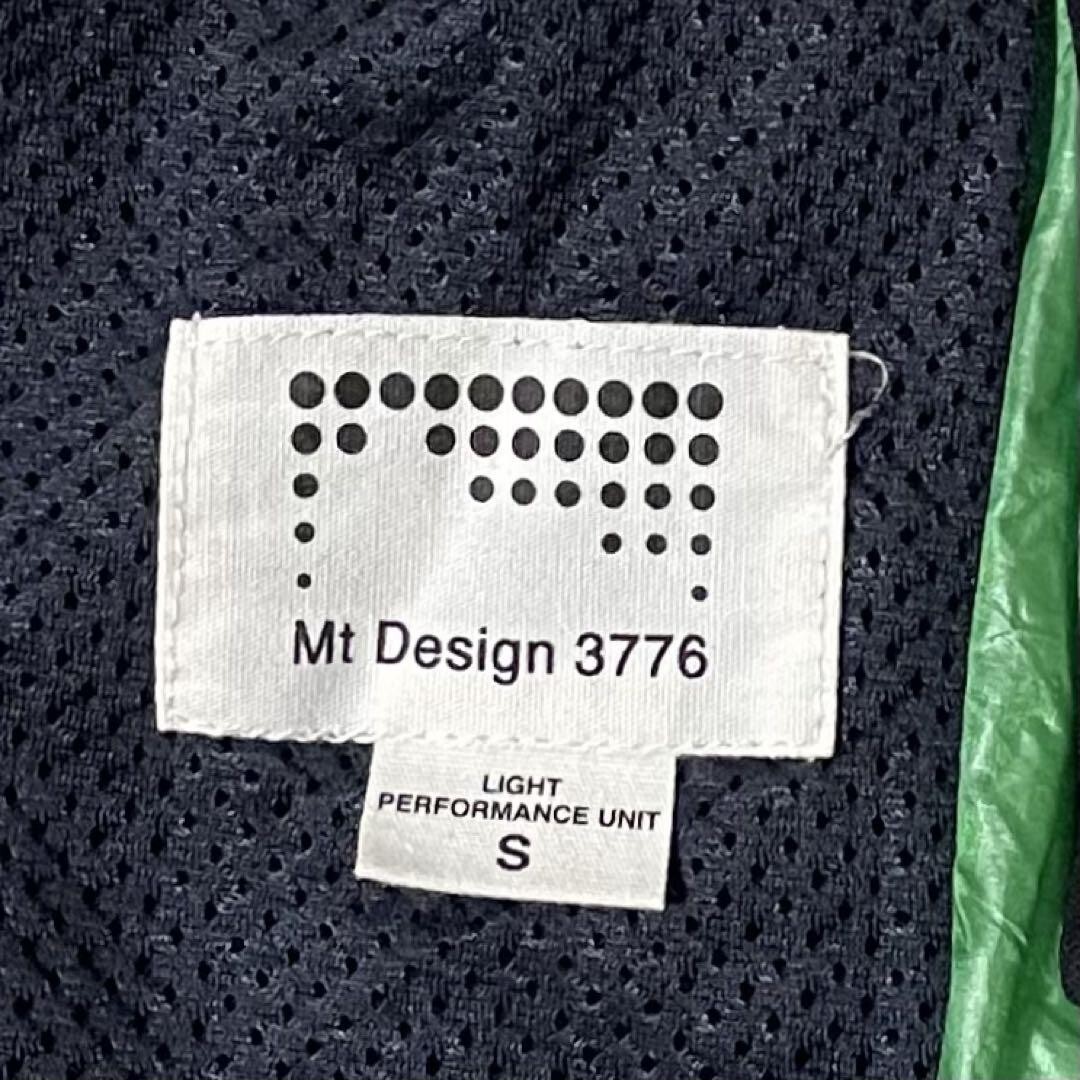 Mt Design 3776
LIGHT
PERFORMANCE UNIT
S